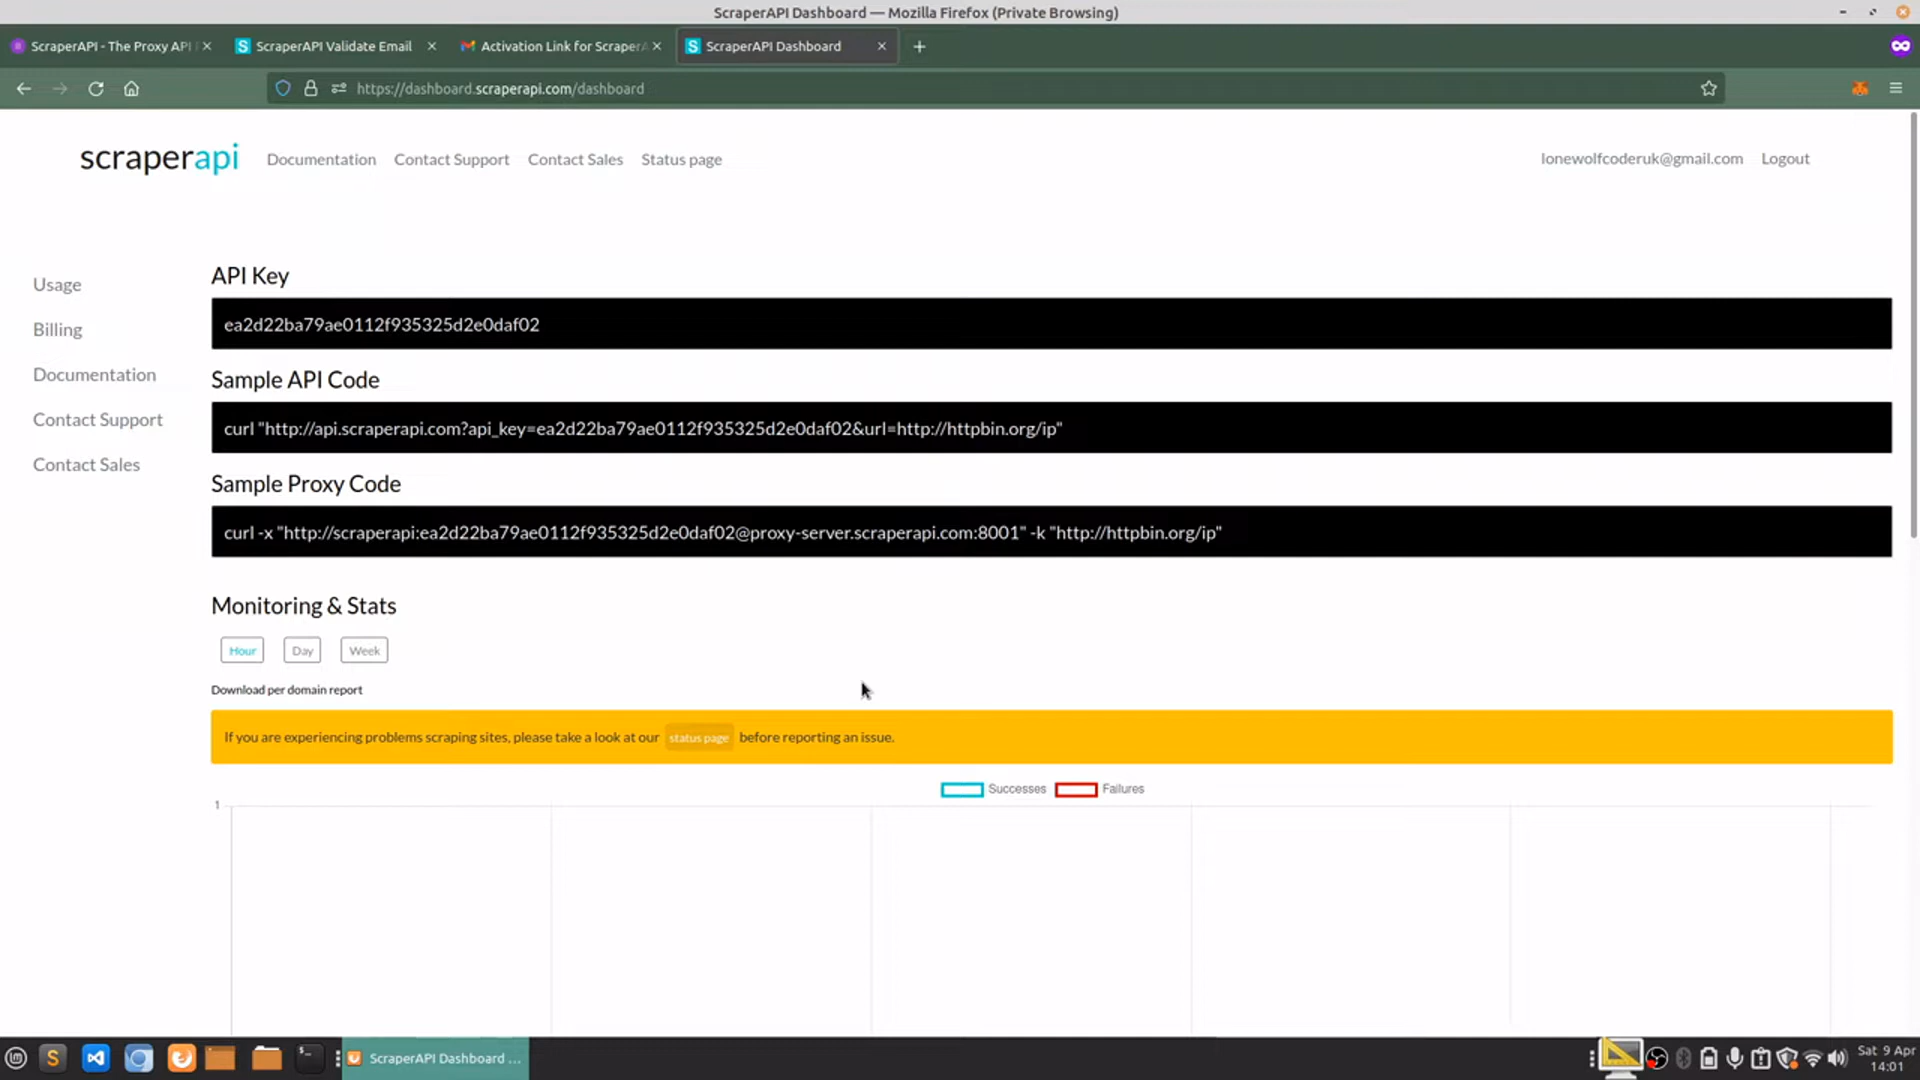 ScraperAPI Dashboard — Mozilla Firefox (Private Browsing)
ScraperAPI - The Proxy API
ScraperAPI Validate Email
Activation Link for Scraper
ScraperAPI Dashboard
https://dashboard.scraperapi.com/dashboard
scraperapi
Documentation
Contact Support
Contact Sales
Status page
lonewolfcoderuk@gmail.com
Logout
Usage
Billing
Documentation
Contact Support
Contact Sales
API Key
ea2d22ba79ae0112f935325d2e0daf02
Sample API Code
curl "http://api.scraperapi.com?api_key=ea2d22ba79ae0112f935325d2e0daf02&url=http://httpbin.org/ip"
Sample Proxy Code
curl -x "http://scraperapi:ea2d22ba79ae0112f935325d2e0daf02@proxy-server.scraperapi.com:8001" -k "http://httpbin.org/ip"
Monitoring & Stats
Hour
Day
Week
Download per domain report
If you are experiencing problems scraping sites, please take a look at our status page before reporting an issue.
Successes
Failures
1
ScraperAPI Dashboard ...
Sat 9 Apr
14:01